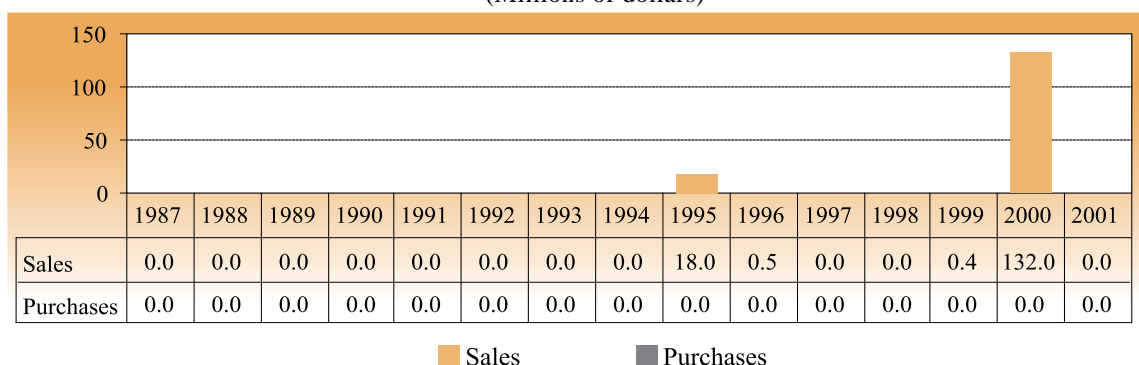 (Millions of dollars)
150
100
50
0
1987 1988 1989 1990 1991 1992 1993 1994 1995 1996 1997 1998 1999 2000 2001
Sales 0.0 0.0 0.0 0.0 0.0 0.0 0.0 0.0 18.0 0.5 0.0 0.0 0.4 132.0 0.0
Purchases 0.0 0.0 0.0 0.0 0.0 0.0 0.0 0.0 0.0 0.0 0.0 0.0 0.0 0.0 0.0
Sales Purchases